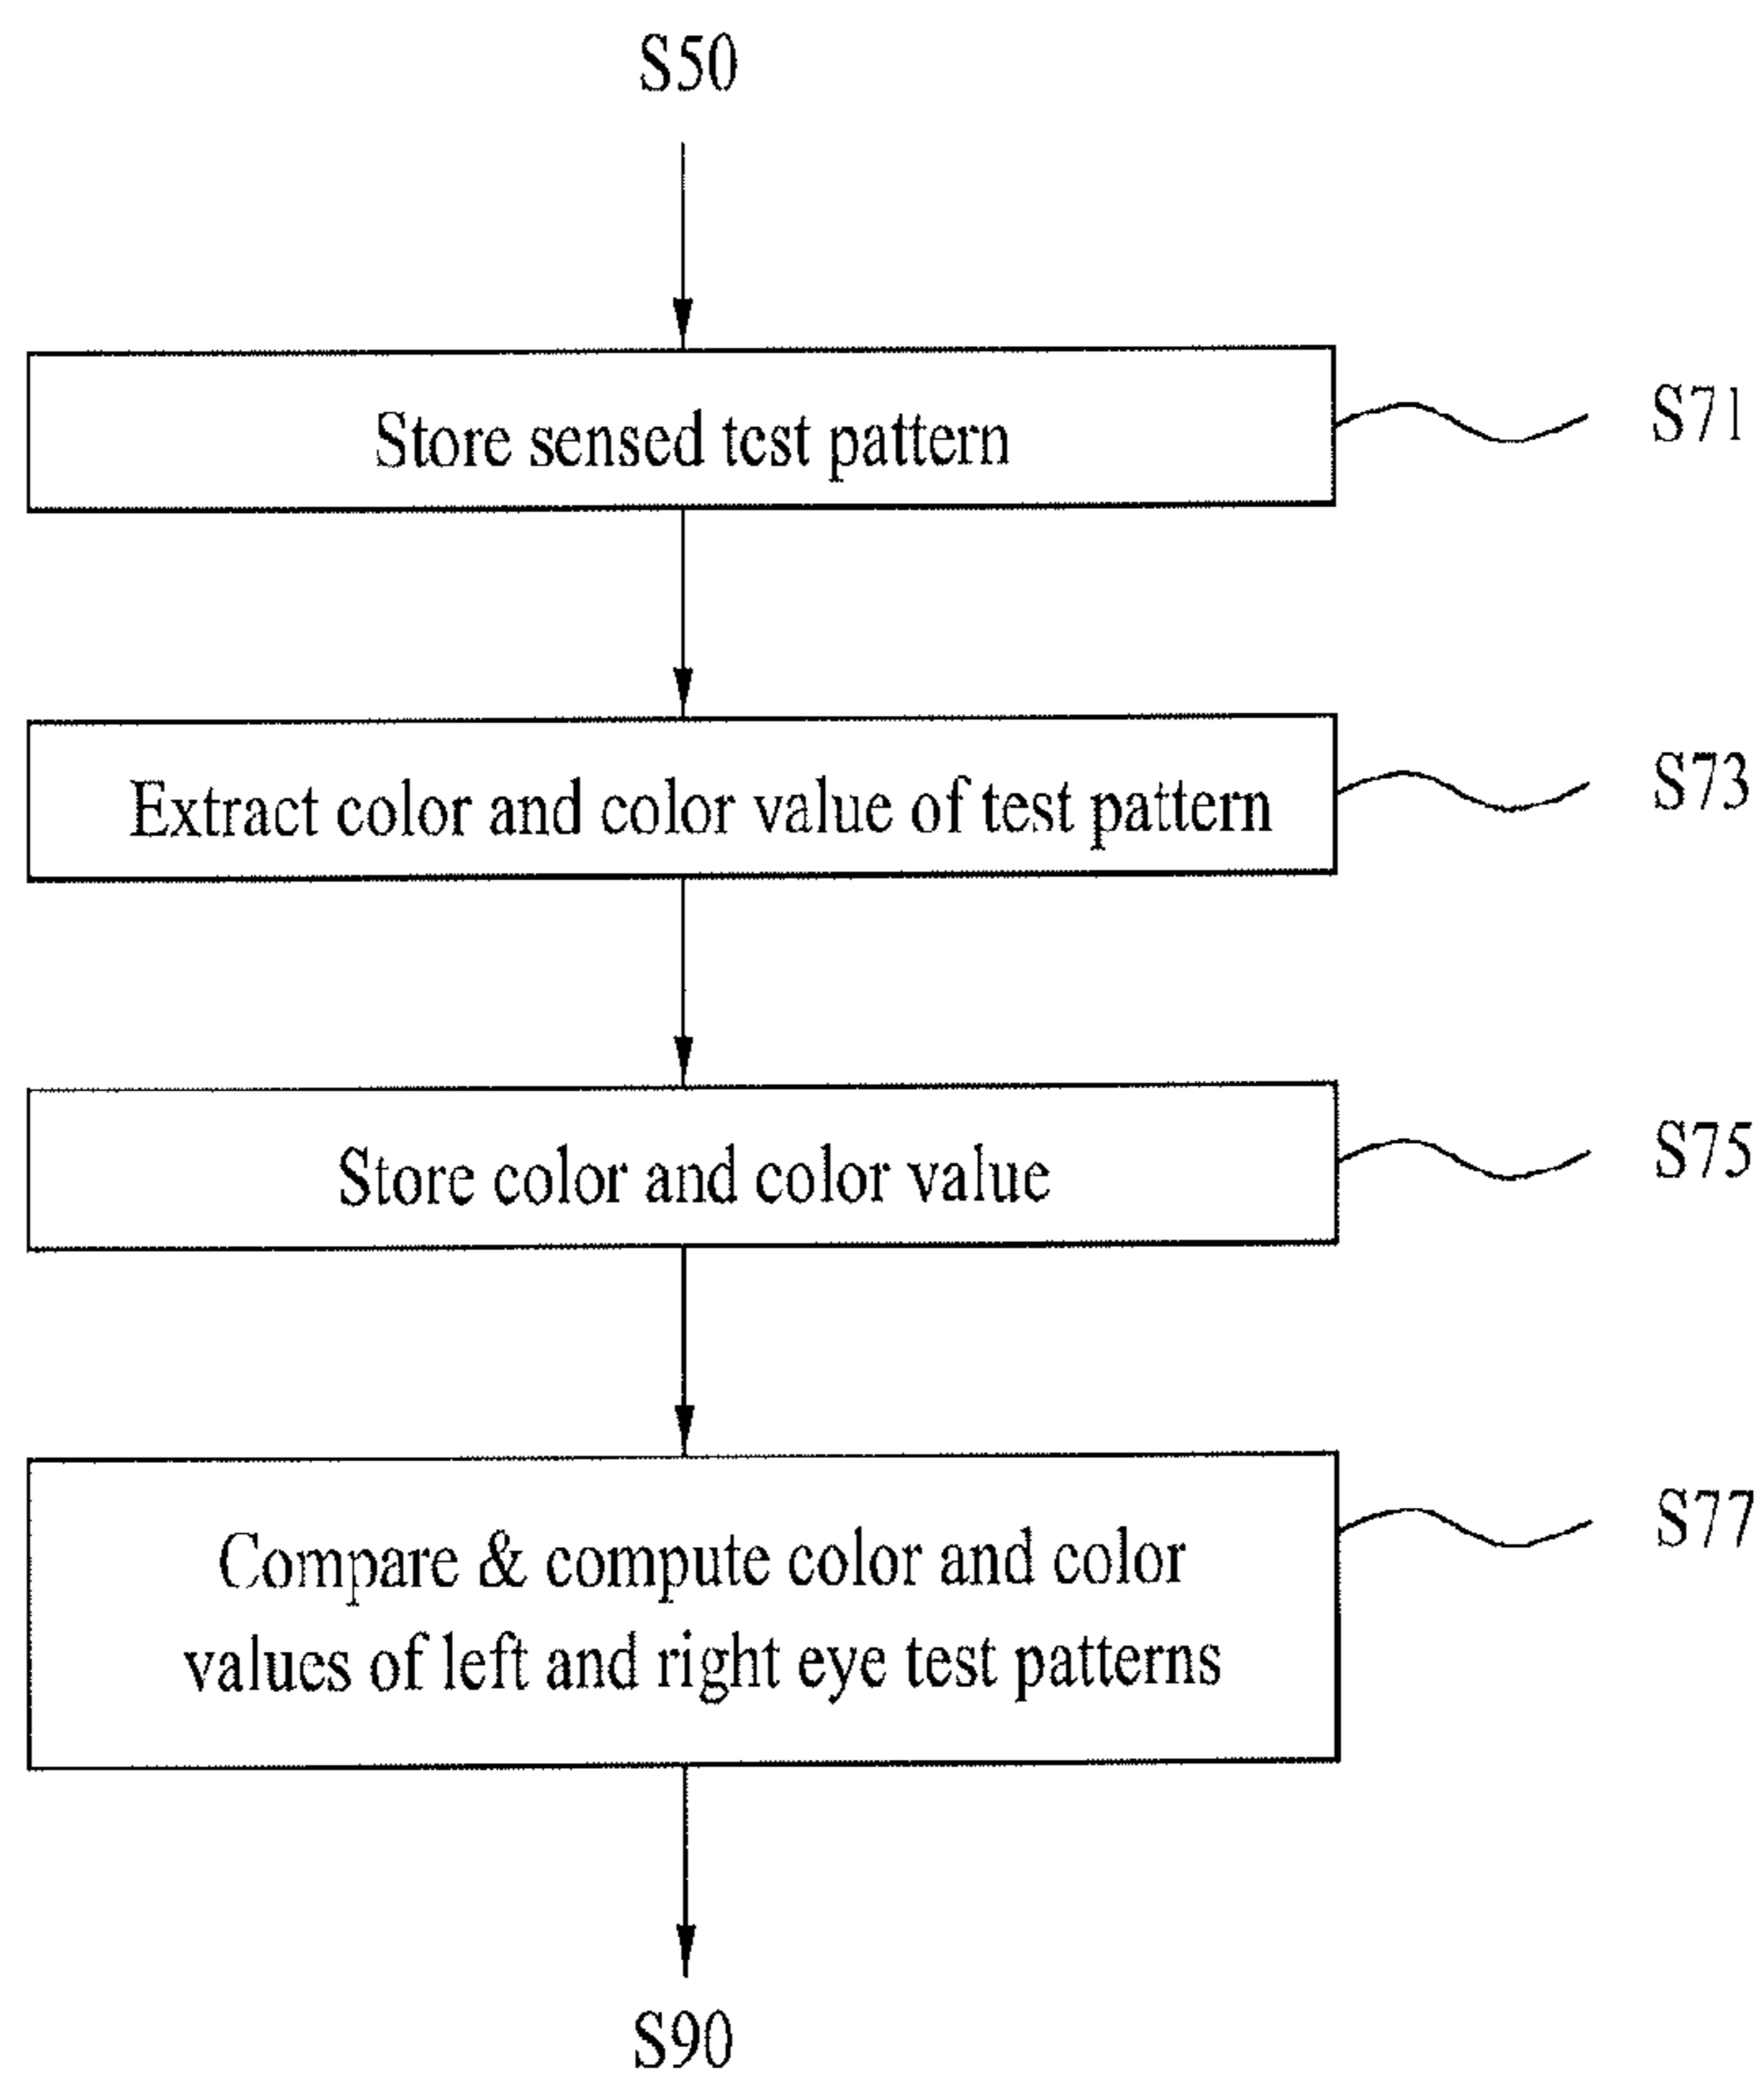 S50
Store sensed test pattern
S71
Extract color and color value of test pattern
S73
Store color and color value
S75
Compare & compute color and color
values of left and right eye test patterns
S77
S90